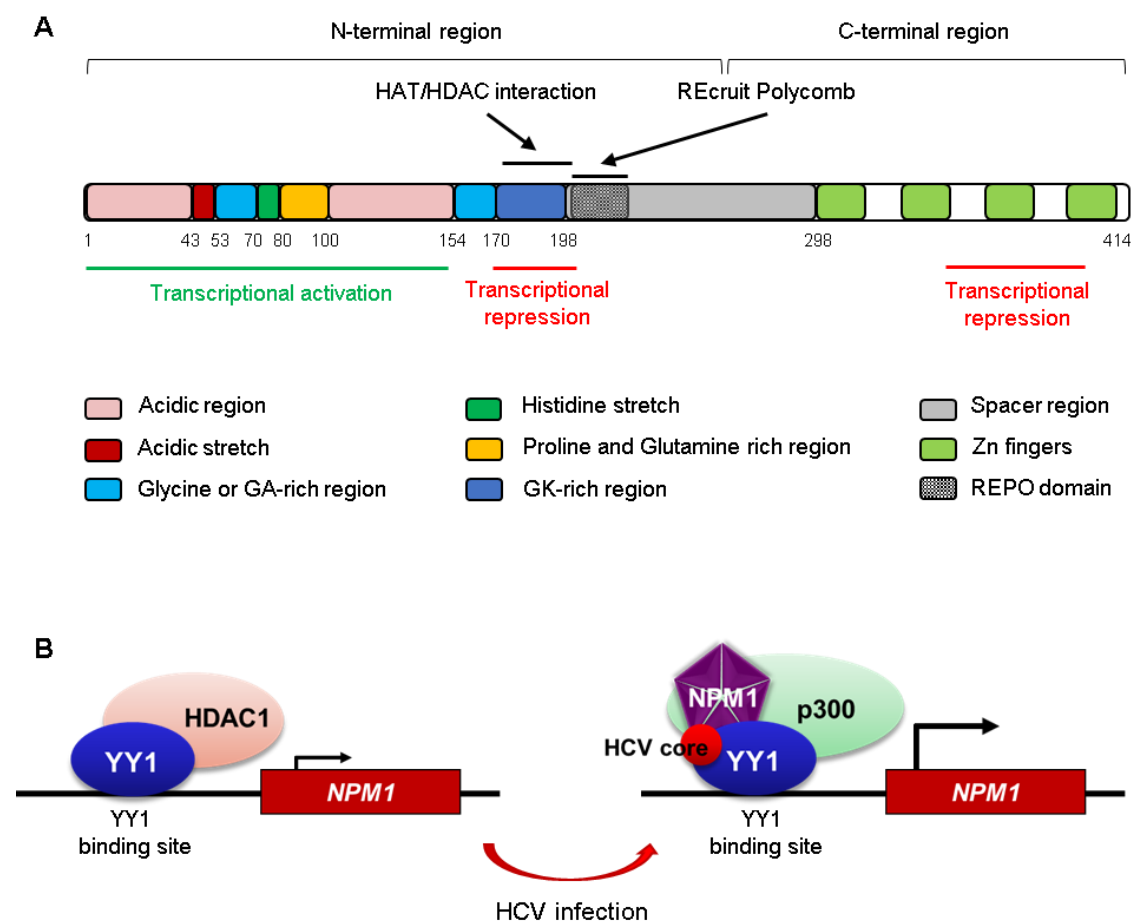 A
N-terminal region
C-terminal region
HAT/HDAC interaction
REcruit Polycomb
1 43 53 70 80 100 154 170 198 298 414
Transcriptional activation
Transcriptional
repression
Transcriptional
repression
Acidic region
Histidine stretch
Spacer region
Acidic stretch
Proline and Glutamine rich region
Zn fingers
Glycine or GA-rich region
GK-rich region
REPO domain
B
HDAC1
YY1
NPM1
YY1
binding site
NPM1
p300
HCV core
YY1
NPM1
YY1
binding site
HCV infection